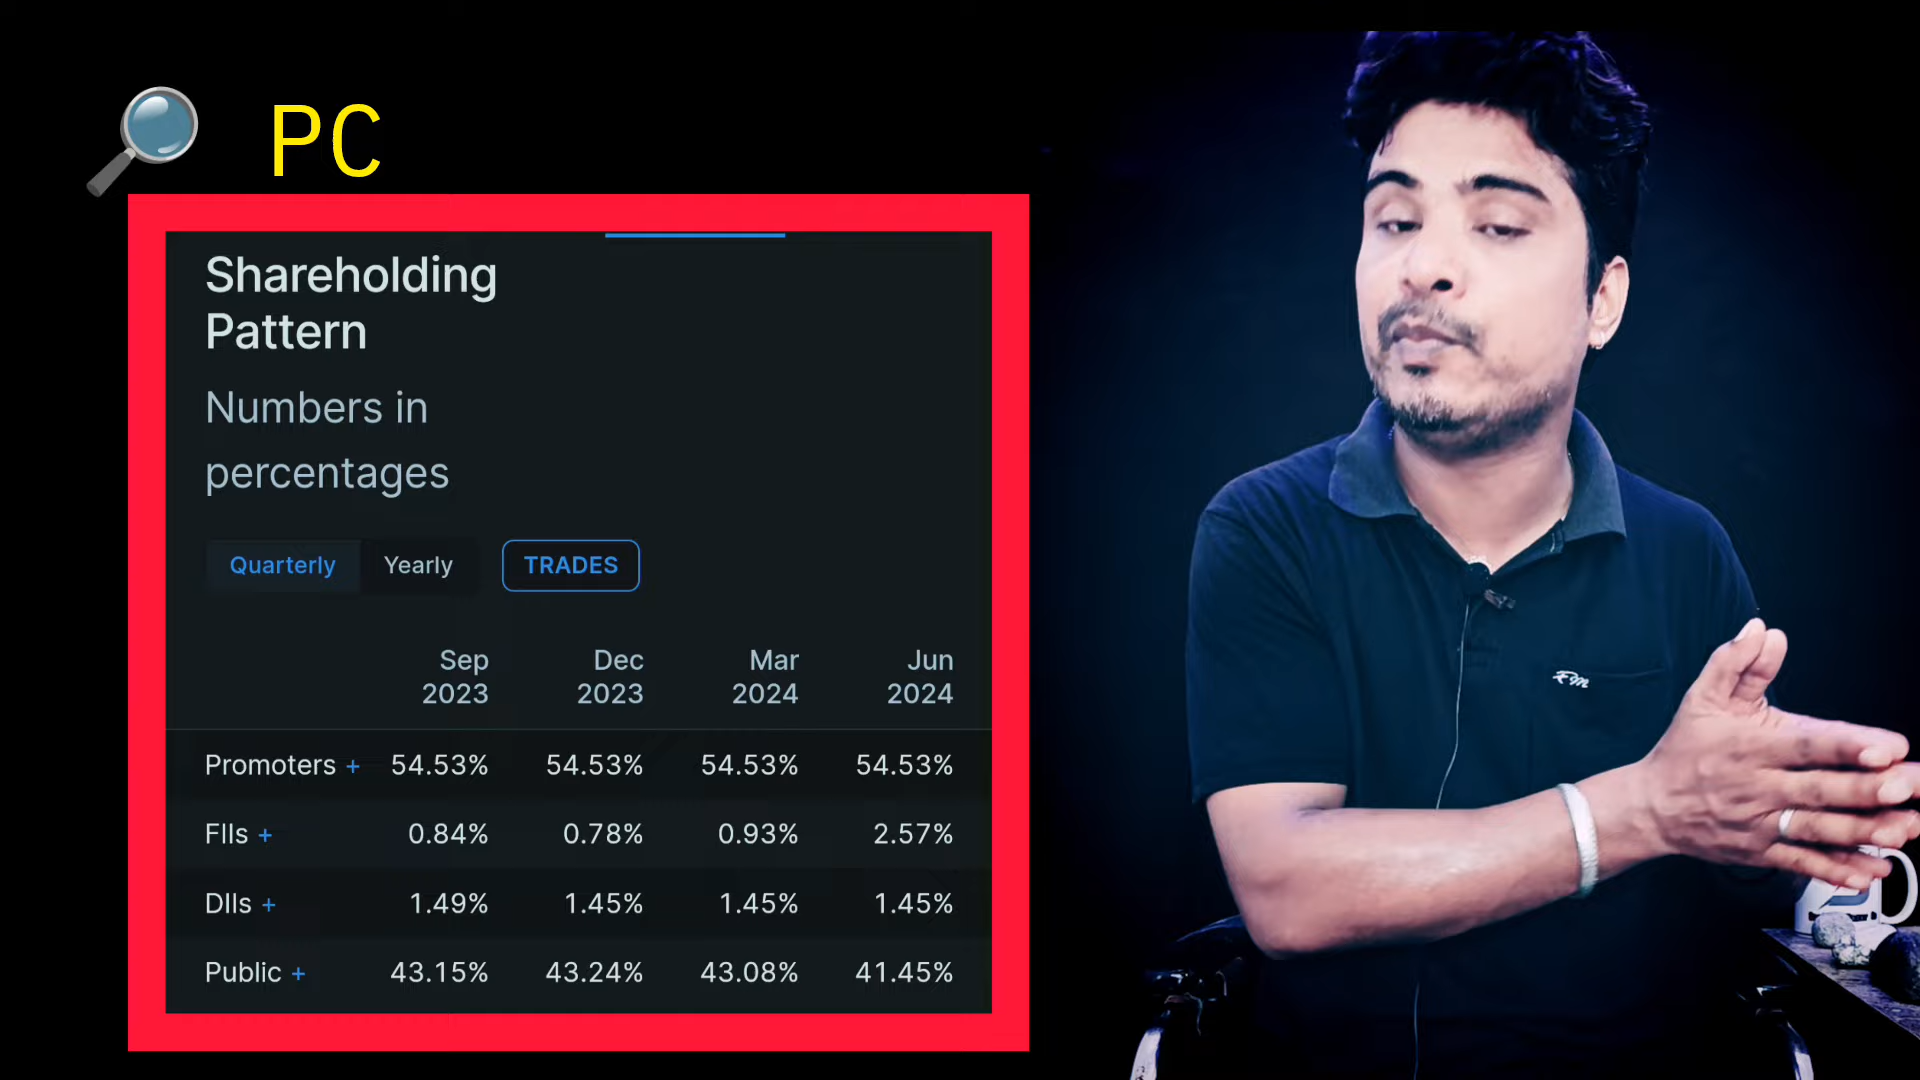 PC
Shareholding
Pattern
Numbers in
percentages
Quarterly Yearly TRADES
Sep 2023 Dec 2023 Mar 2024 Jun 2024
Promoters + 54.53% 54.53% 54.53% 54.53%
FIIs + 0.84% 0.78% 0.93% 2.57%
DIIs + 1.49% 1.45% 1.45% 1.45%
Public + 43.15% 43.24% 43.08% 41.45%